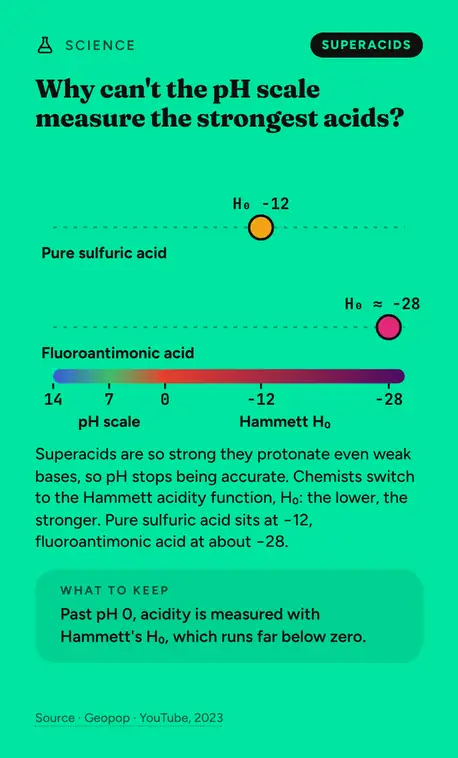 SCIENCE
SUPERACIDS
Why can't the pH scale
measure the strongest acids?
H₀ -12
Pure sulfuric acid
H₀ ≈ -28
Fluoroantimonic acid
14 7 0 -12 -28
pH scale Hammett H₀
Superacids are so strong they protonate even weak
bases, so pH stops being accurate. Chemists switch
to the Hammett acidity function, H₀: the lower, the
stronger. Pure sulfuric acid sits at −12,
fluoroantimonic acid at about −28.
WHAT TO KEEP
Past pH 0, acidity is measured with
Hammett's H₀, which runs far below zero.
Source · Geopop · YouTube, 2023